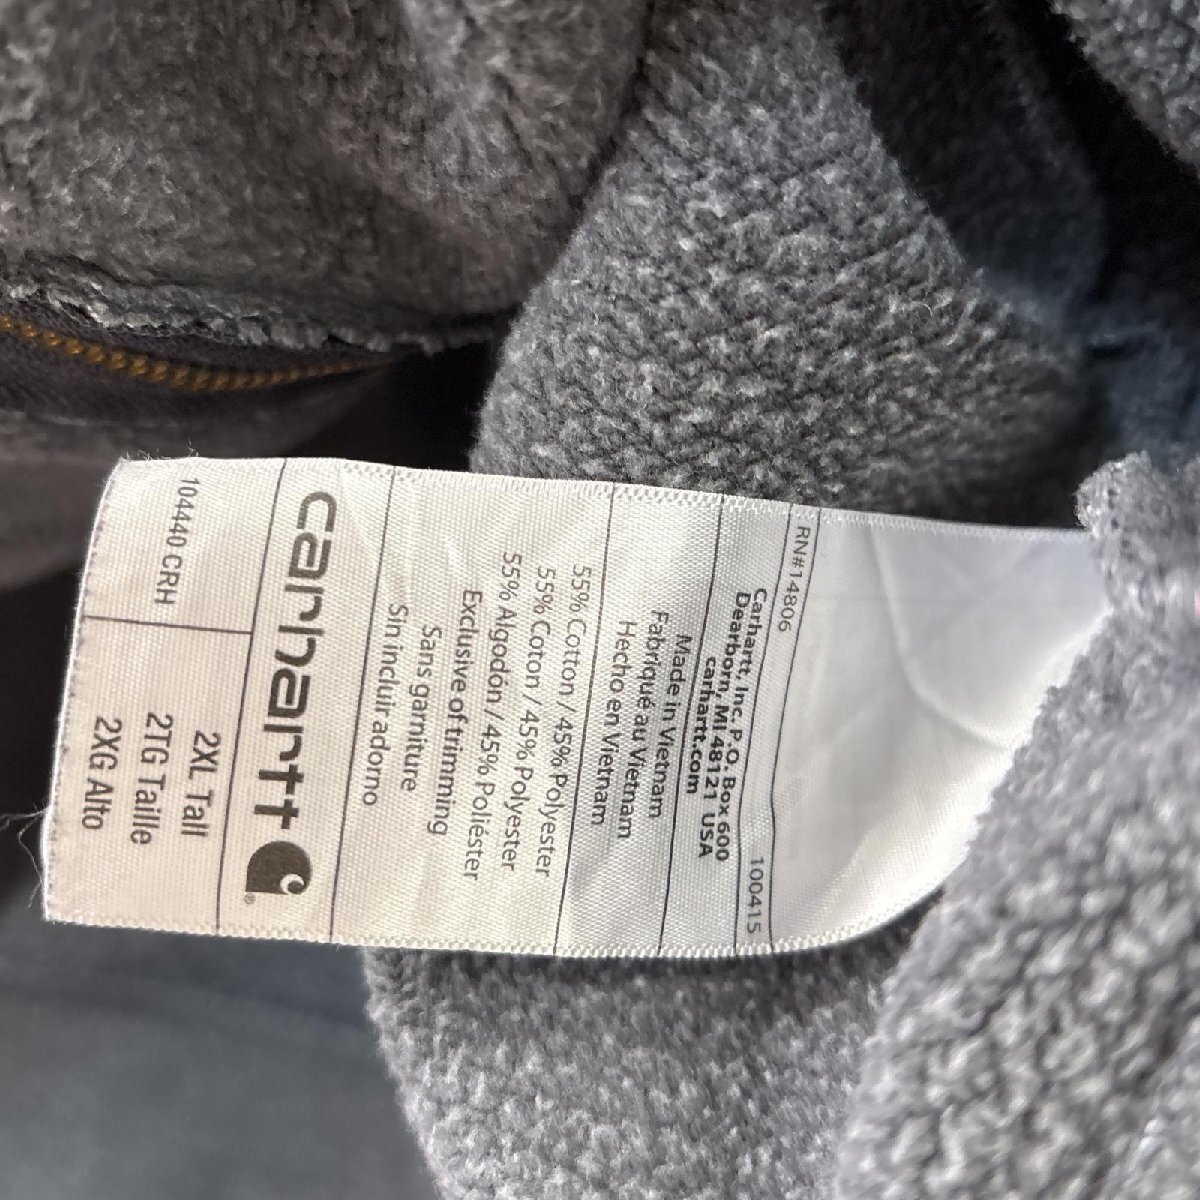 RN#14806 100415
Carhartt, Inc, P.O. Box 600
Dearborn, MI 48121 USA
carhartt.com
Made in Vietnam
Fabriqué au Vietnam
Hecho en Vietnam
55% Cotton / 45% Polyester
55% Coton / 45% Polyester
55% Algodón / 45% Poliéster
Exclusive of trimming
Sans garniture
Sin incluir adorno
carhartt ®
104440 CRH
2XL Tall
2TG Taille
2XG Alto